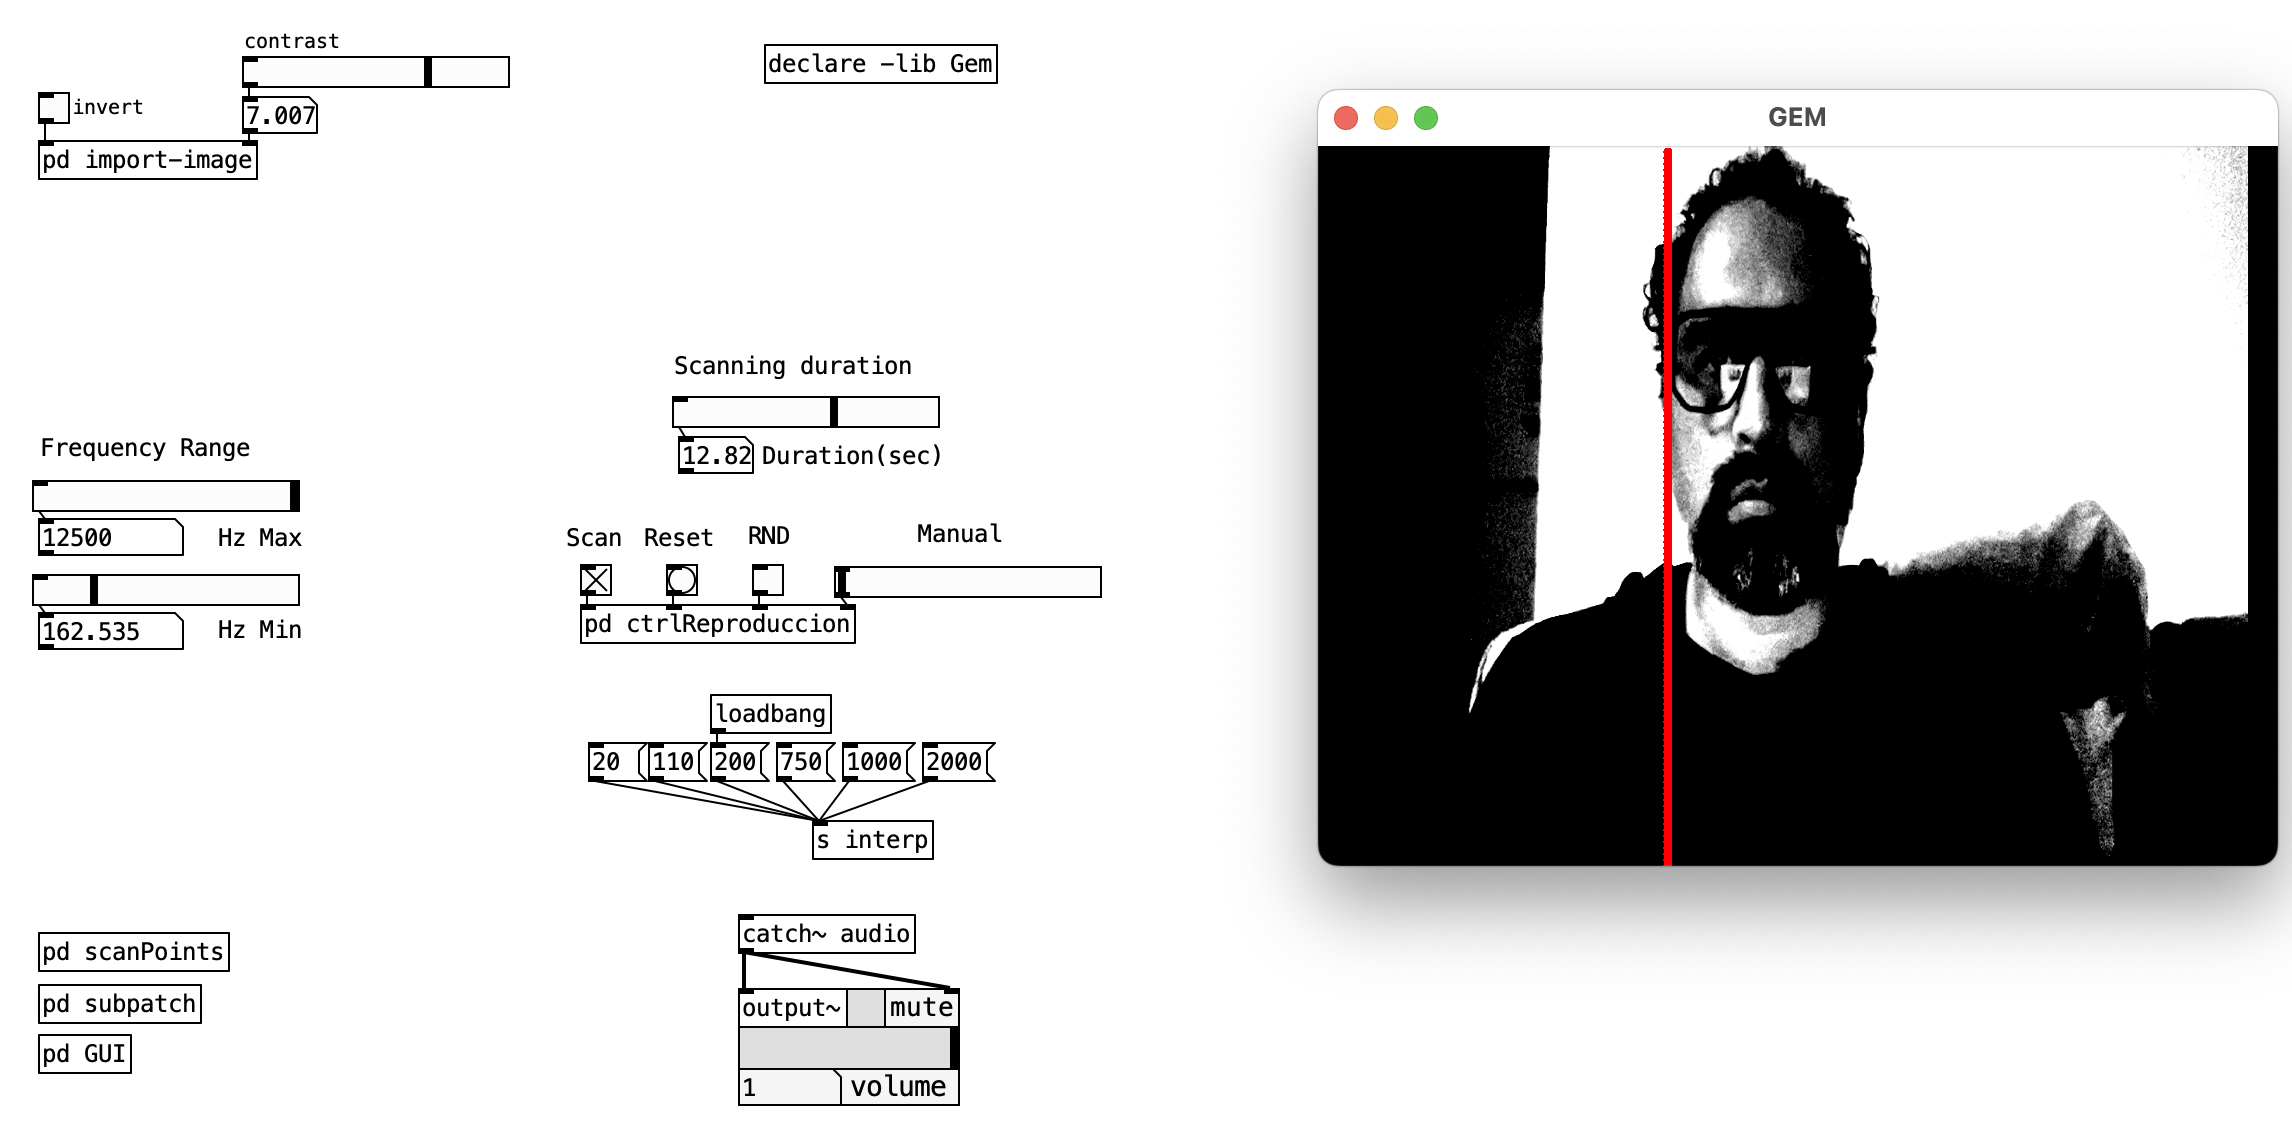 contrast
declare -lib Gem
invert
7.007
pd import-image
GEM
Scanning duration
12.82 Duration(sec)
Frequency Range
12500 Hz Max
162.535 Hz Min
Scan Reset RND Manual
pd ctrlReproduccion
loadbang
20 110 200 750 1000 2000
s interp
catch~ audio
output~ mute
1 volume
pd scanPoints
pd subpatch
pd GUI